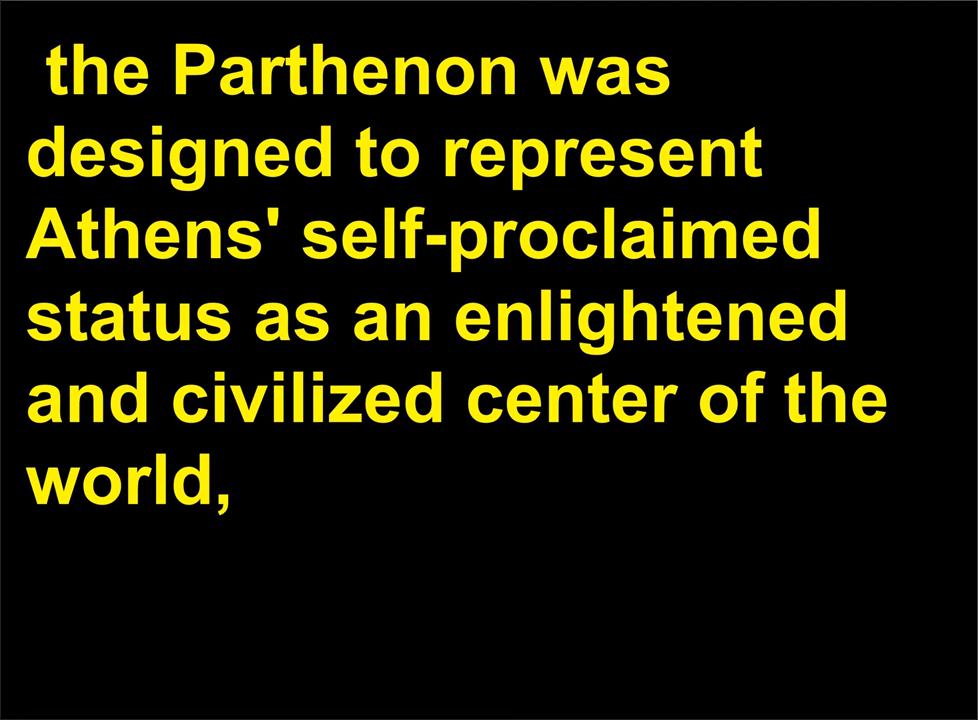 the Parthenon was
designed to represent
Athens' self-proclaimed
status as an enlightened
and civilized center of the
world,